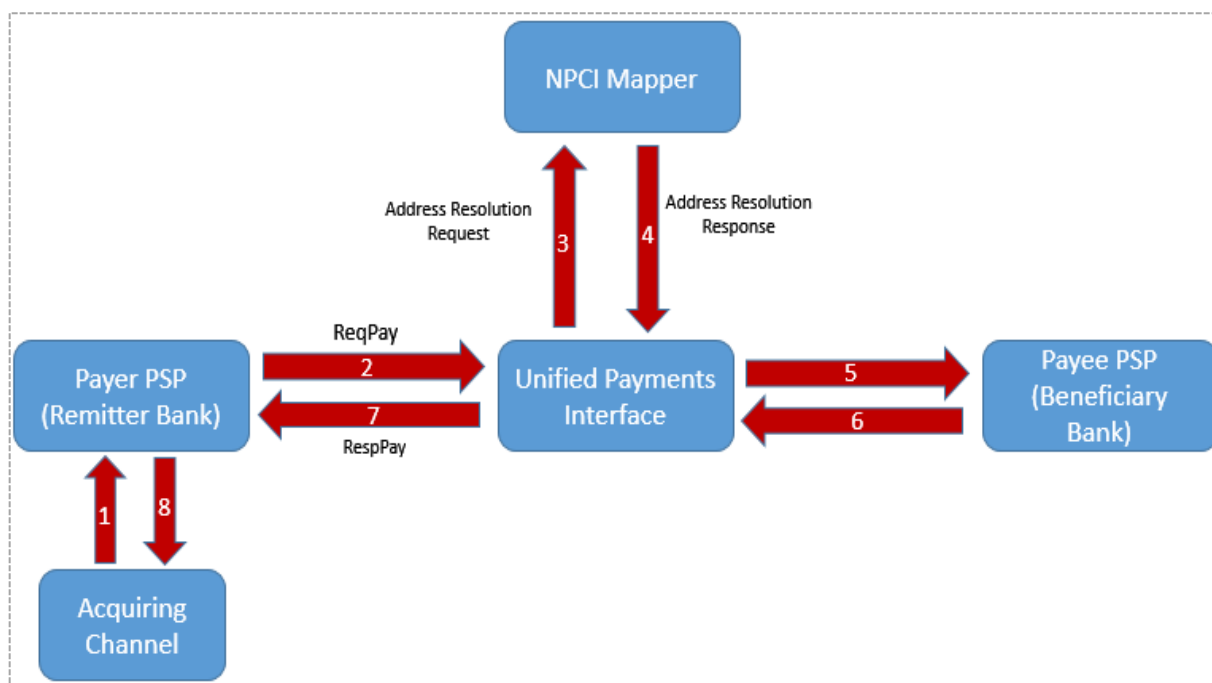 NPCI Mapper
Address Resolution
Request
3
4
Address Resolution
Response
ReqPay
Payer PSP
(Remitter Bank)
2
7
RespPay
Unified Payments
Interface
5
6
Payee PSP
(Beneficiary
Bank)
1
8
Acquiring
Channel